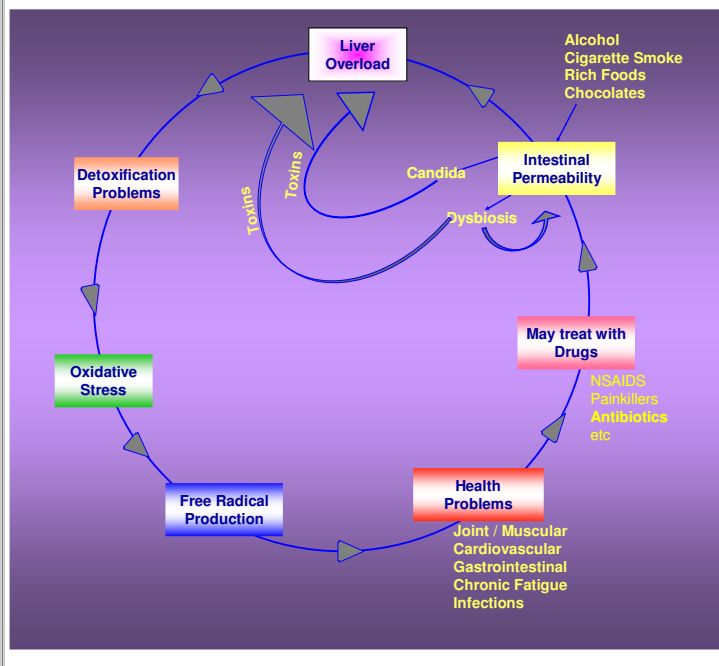 Liver
Overload
Alcohol
Cigarette Smoke
Rich Foods
Chocolates
Intestinal
Permeability
Candida
Dysbiosis
Toxins
Toxins
Detoxification
Problems
May treat with
Drugs
NSAIDS
Painkillers
Antibiotics
etc
Oxidative
Stress
Free Radical
Production
Health
Problems
Joint / Muscular
Cardiovascular
Gastrointestinal
Chronic Fatigue
Infections